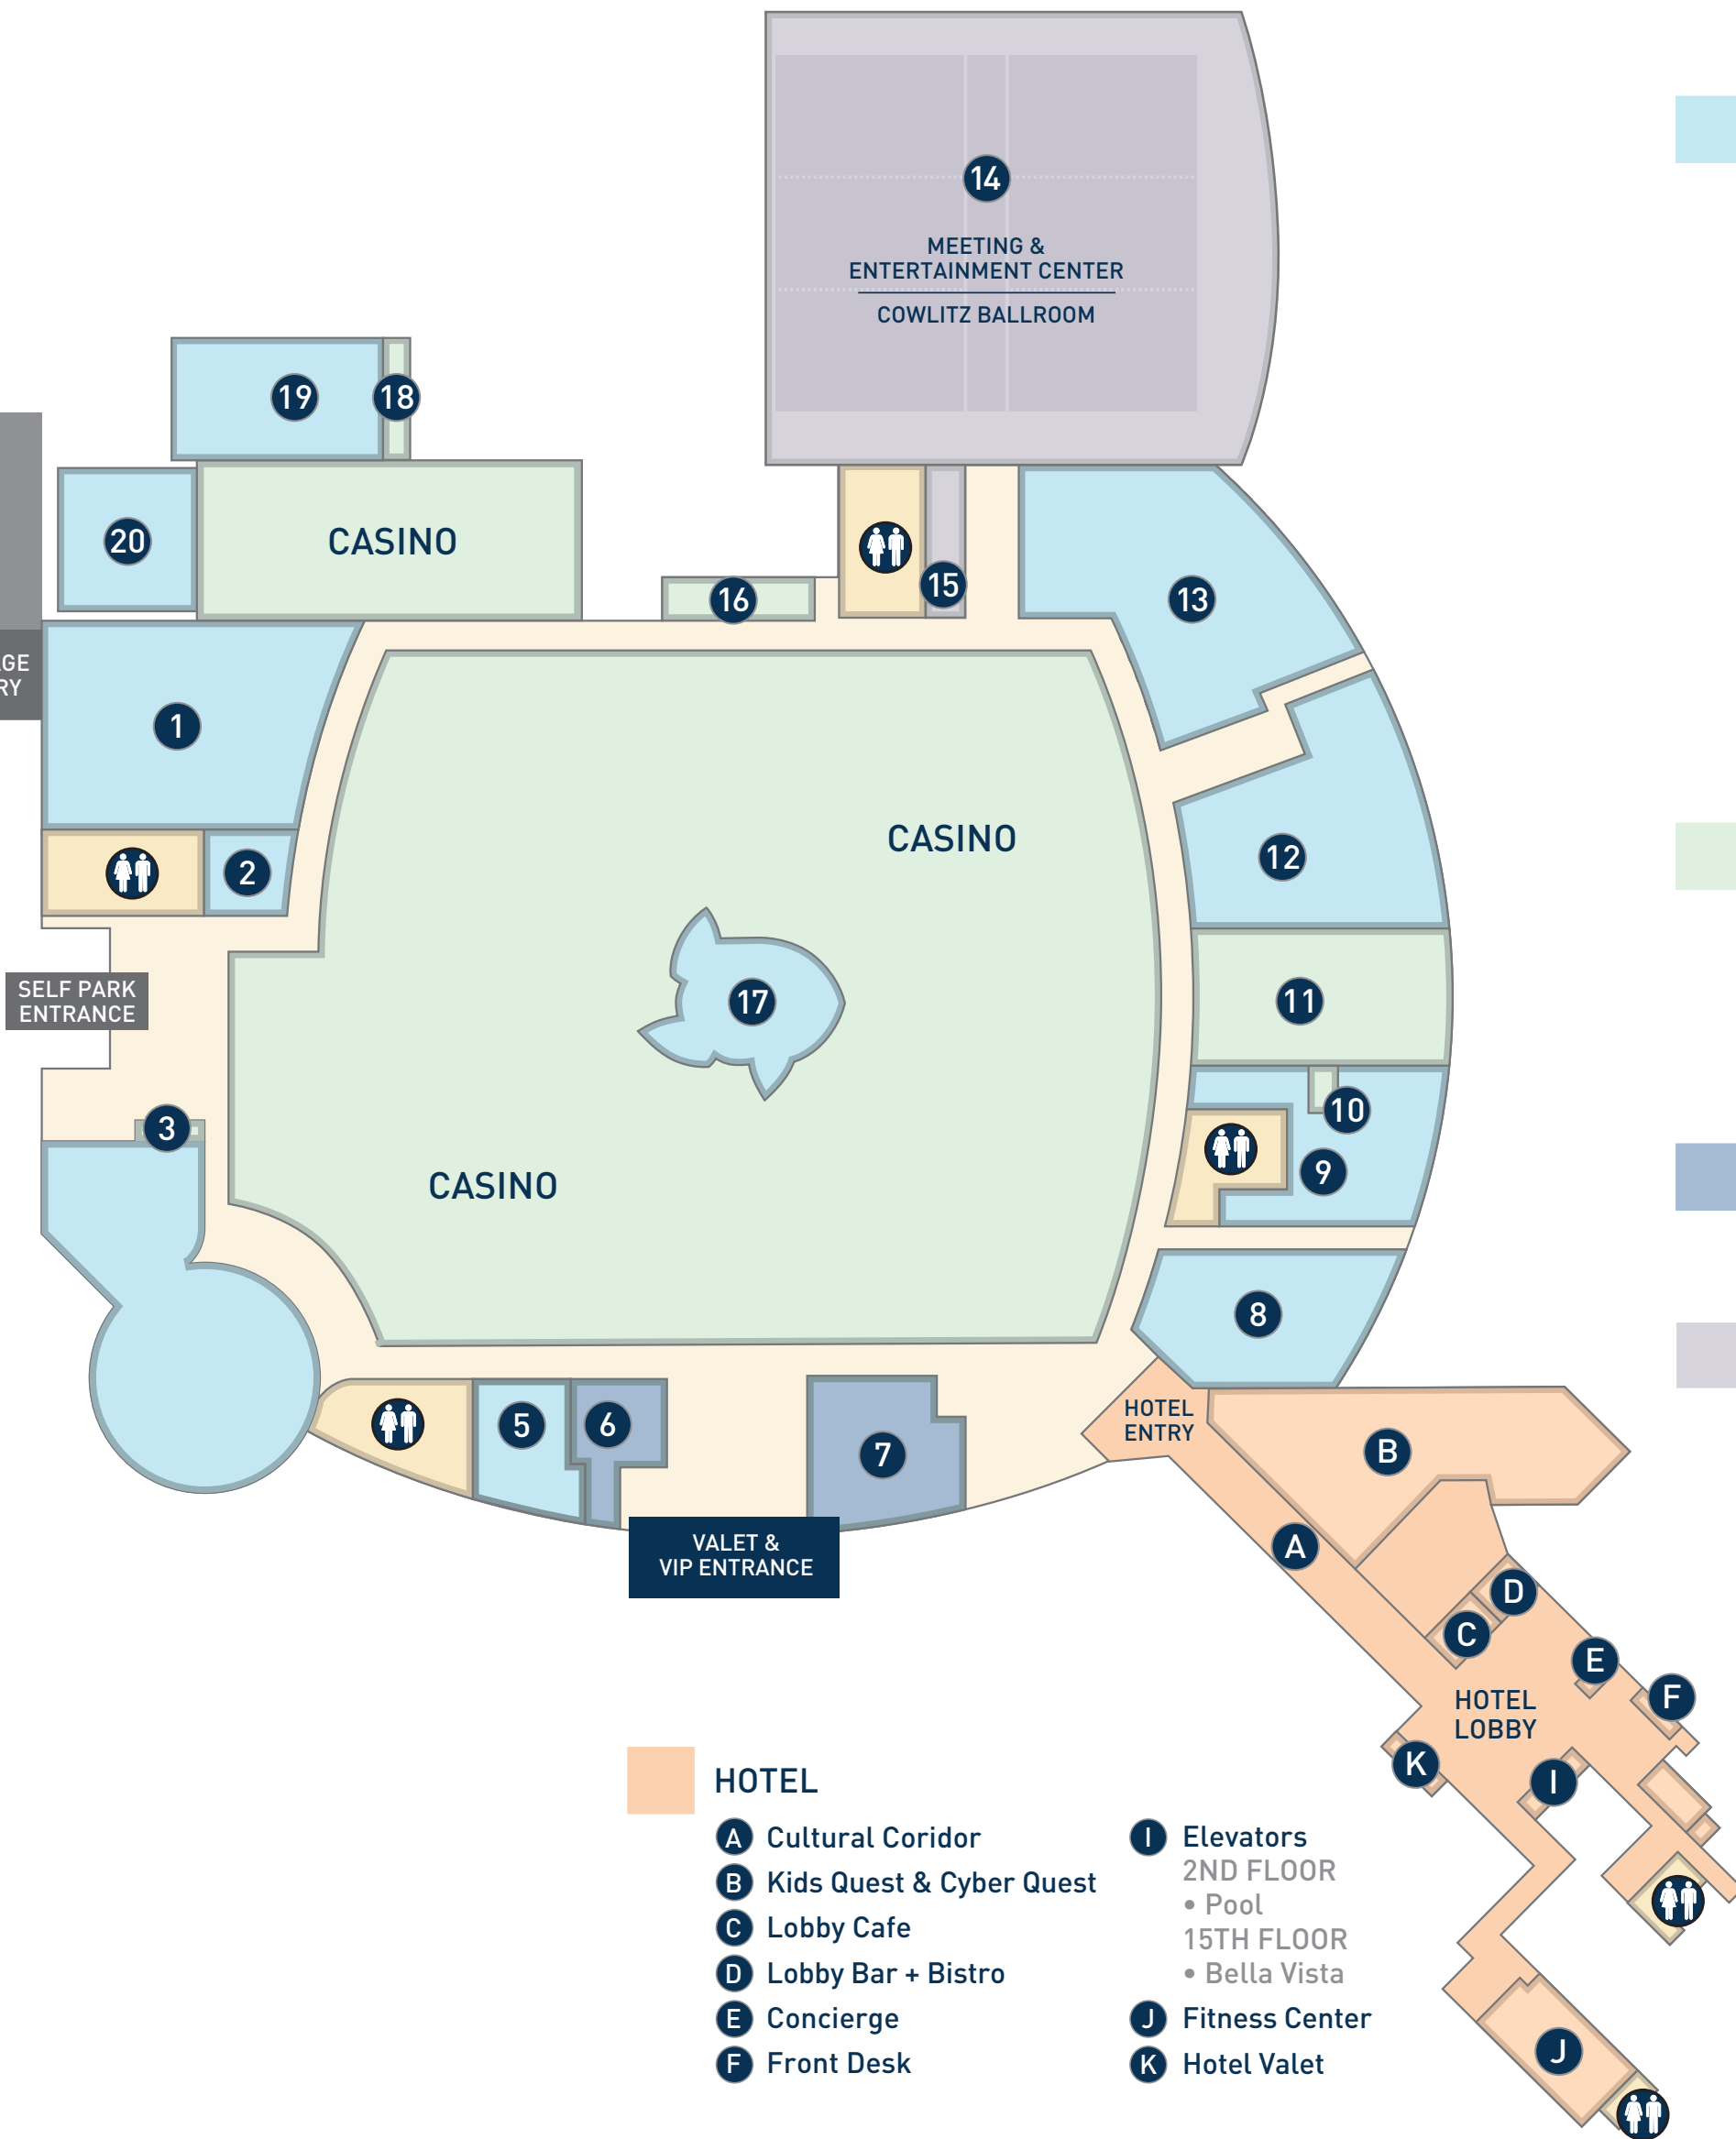 14
MEETING &
ENTERTAINMENT CENTER
COWLITZ BALLROOM
19
18
20
CASINO
16
15
13
1
CASINO
12
2
SELF PARK
ENTRANCE
17
11
3
10
9
CASINO
8
5
6
7
HOTEL
ENTRY
B
VALET &
VIP ENTRANCE
A
D
C
E
F
HOTEL
LOBBY
K
I
J
HOTEL
A Cultural Coridor
B Kids Quest & Cyber Quest
C Lobby Cafe
D Lobby Bar + Bistro
E Concierge
F Front Desk
I Elevators
2ND FLOOR
• Pool
15TH FLOOR
• Bella Vista
J Fitness Center
K Hotel Valet